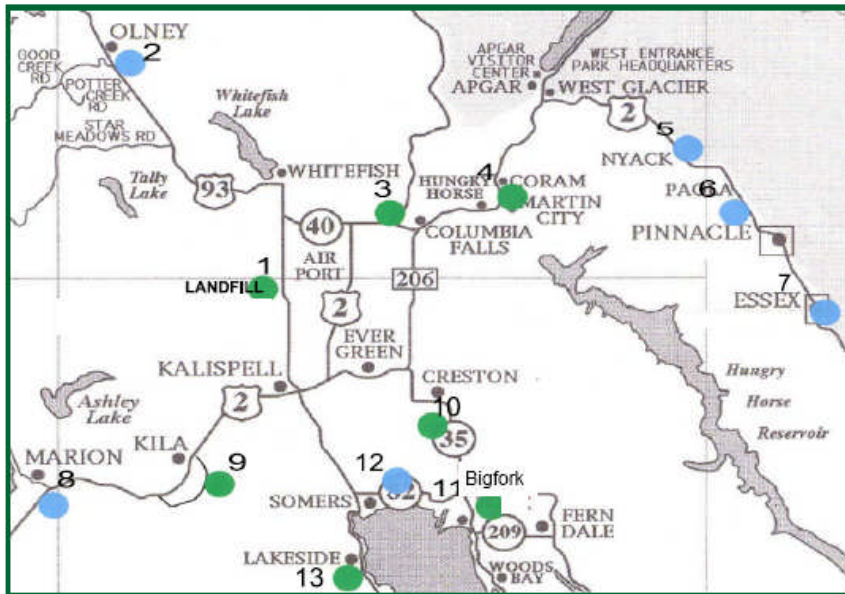 OLNEY
2
GOOD
CREEK
RD
POTTER
CREEK
RD
STAR
MEADOWS RD
Whitefish
Lake
APGAR
VISITOR
CENTER
APGAR
WEST ENTRANCE
PARK HEADQUARTERS
WEST GLACIER
2
5
NYACK
Tally
Lake
93
WHITEFISH
3
4
HUNGRY
HORSE
CORAM
MARTIN
CITY
6
PINNACLE
40
COLUMBIA
FALLS
AIR
PORT
206
1
LANDFILL
7
ESSEX
2
EVER
GREEN
KALISPELL
CRESTON
Hungry
Horse
Reservoir
Ashley
Lake
2
10
35
MARION
KILA
8
9
12
SOMERS
11
Bigfork
209
FERN
DALE
LAKESIDE
13
WOODS
BAY